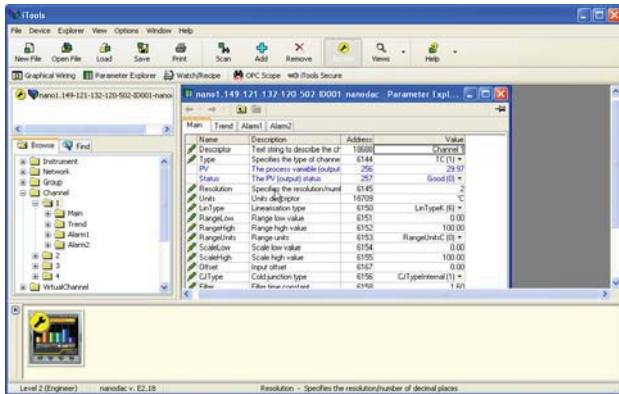 iTools
File Device Explorer View Options Window Help
New File Open File Load Save Print Scan Add Remove Views Help
Graphical Wiring Parameter Explorer Watch/Recipe OPC Scope iTools Secure
nano1.149-121-132-120-502-ID001-nano
nano1.149-121-132-120-502-ID001-nanodac - Parameter Expl...
Browse Find
Main Trend Alarm1 Alarm2
Name Description Address Value
Descriptor Text string to describe the ch 18688 Channel 1
Type Specifies the type of channe 6144 TC (1)
PV The process variable (output 256 29.97
Status The PV (output) status 257 Good (0)
Resolution Specifies the resolution/numl 6145 2
Units Units descriptor 18709 °C
LinType Linearisation type 6150 LinTypeK (6)
RangeLow Range low value 6151 0.00
RangeHigh Range high value 6152 100.00
RangeUnits Range units 6153 RangeUnitsC (0)
ScaleLow Scale low value 6154 0.00
ScaleHigh Scale high value 6155 100.00
Offset Input offset 6167 0.00
CJType Cold junction type 6156 CJTypeInternal (1)
Filter Filter time constant 6158 1.60
Instrument
Network
Group
Channel
1
Main
Trend
Alarm1
Alarm2
2
3
4
VirtualChannel
Level 2 (Engineer) nanodac v. E2.18 Resolution - Specifies the resolution/number of decimal places